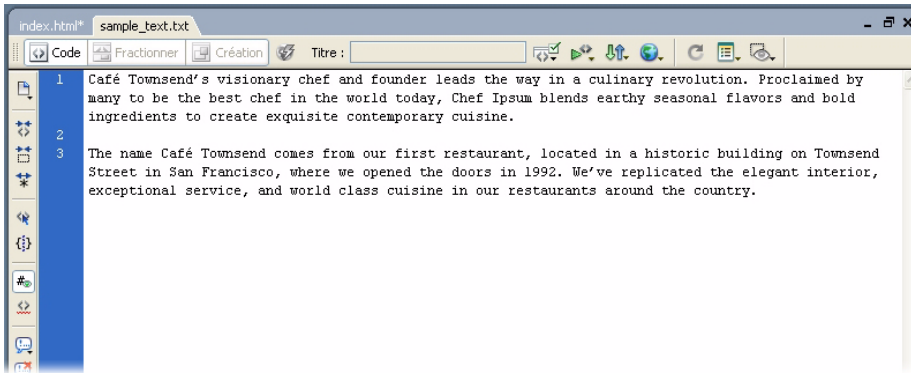 index.html* sample_text.txt
Code Fractionner Création Titre :
1 Café Townsend's visionary chef and founder leads the way in a culinary revolution. Proclaimed by
many to be the best chef in the world today, Chef Ipsum blends earthy seasonal flavors and bold
ingredients to create exquisite contemporary cuisine.
2
3 The name Café Townsend comes from our first restaurant, located in a historic building on Townsend
Street in San Francisco, where we opened the doors in 1992. We've replicated the elegant interior,
exceptional service, and world class cuisine in our restaurants around the country.